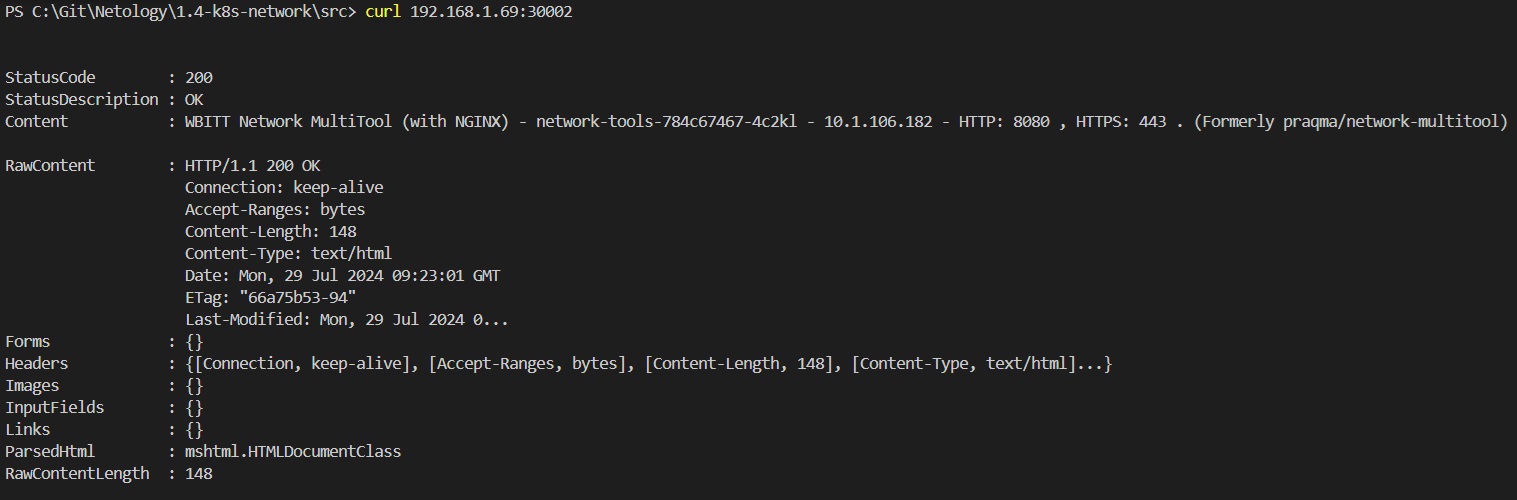 PS C:\Git\Netology\1.4-k8s-network\src> curl 192.168.1.69:30002
StatusCode        : 200
StatusDescription : OK
Content           : WBITT Network MultiTool (with NGINX) - network-tools-784c67467-4c2kl - 10.1.106.182 - HTTP: 8080 , HTTPS: 443 . (Formerly praqma/network-multitool)
RawContent        : HTTP/1.1 200 OK
                    Connection: keep-alive
                    Accept-Ranges: bytes
                    Content-Length: 148
                    Content-Type: text/html
                    Date: Mon, 29 Jul 2024 09:23:01 GMT
                    ETag: "66a75b53-94"
                    Last-Modified: Mon, 29 Jul 2024 0...
Forms             : {}
Headers           : {[Connection, keep-alive], [Accept-Ranges, bytes], [Content-Length, 148], [Content-Type, text/html]...}
Images            : {}
InputFields       : {}
Links             : {}
ParsedHtml        : mshtml.HTMLDocumentClass
RawContentLength  : 148